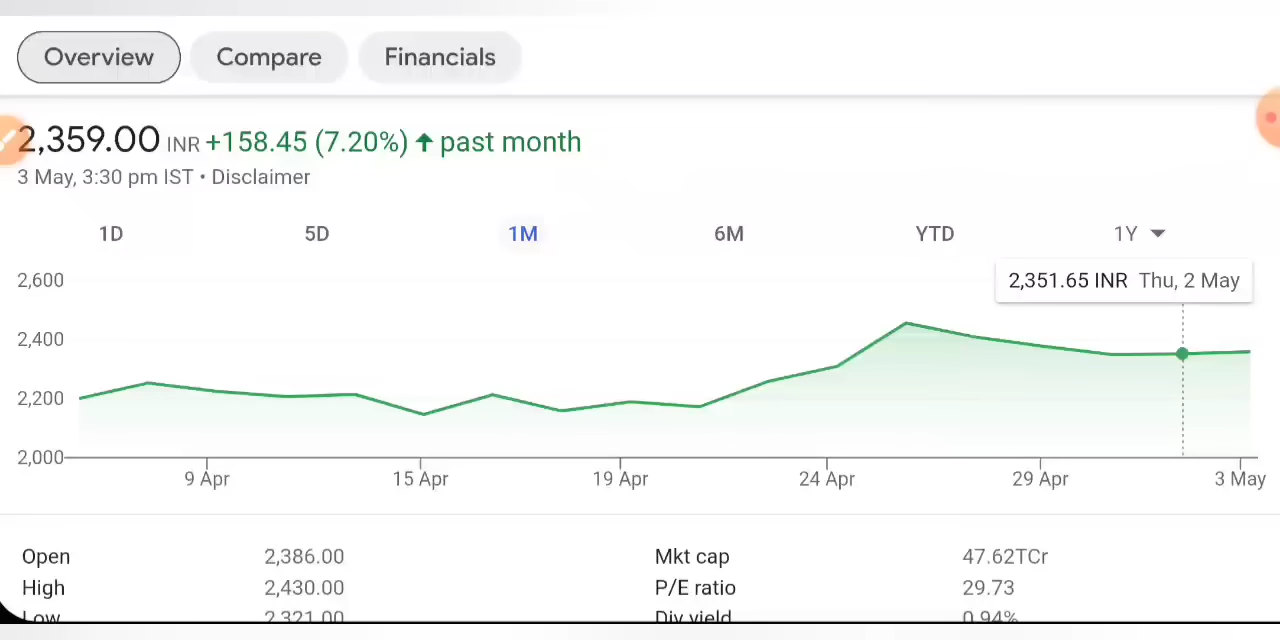 Overview Compare Financials
2,359.00 INR +158.45 (7.20%) ↑ past month
3 May, 3:30 pm IST • Disclaimer
1D 5D 1M 6M YTD 1Y
2,351.65 INR Thu, 2 May
2,600
2,400
2,200
2,000
9 Apr 15 Apr 19 Apr 24 Apr 29 Apr 3 May
Open 2,386.00 Mkt cap 47.62TCr
High 2,430.00 P/E ratio 29.73
Low 2,321.00 Div yield 0.94%